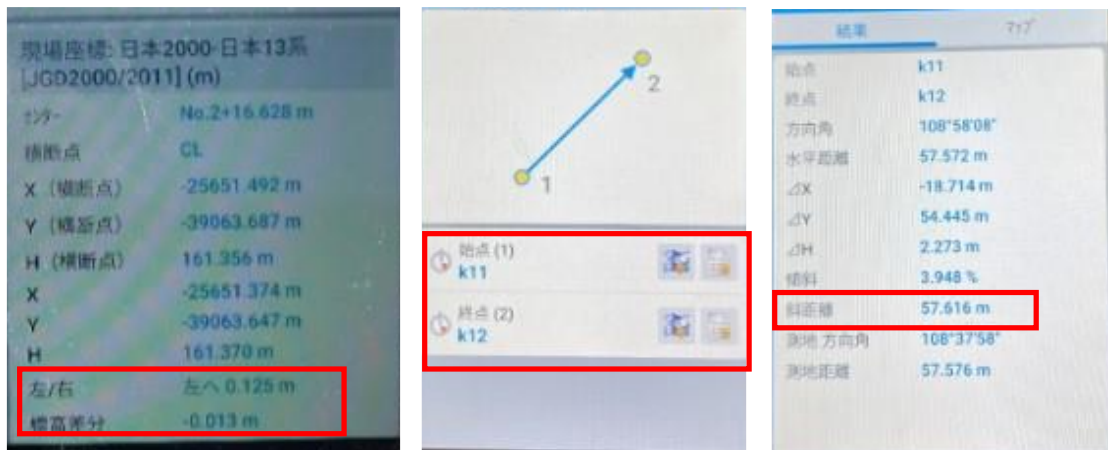 現場座標: 日本2000-日本13系
[JGD2000/2011] (m)
ｾﾝﾀｰ No.2+16.628 m
横断点 CL
X (横断点) -25651.492 m
Y (横断点) -39063.687 m
H (横断点) 161.356 m
X -25651.374 m
Y -39063.647 m
H 161.370 m
左/右 左へ 0.125 m
標高差分 -0.013 m
2
1
始点 (1)
k11
終点 (2)
k12
結果 ﾏｯﾌﾟ
始点 k11
終点 k12
方向角 108°58'08"
水平距離 57.572 m
⊿X -18.714 m
⊿Y 54.445 m
⊿H 2.273 m
傾斜 3.948 %
斜距離 57.616 m
測地 方向角 108°37'58"
測地距離 57.576 m